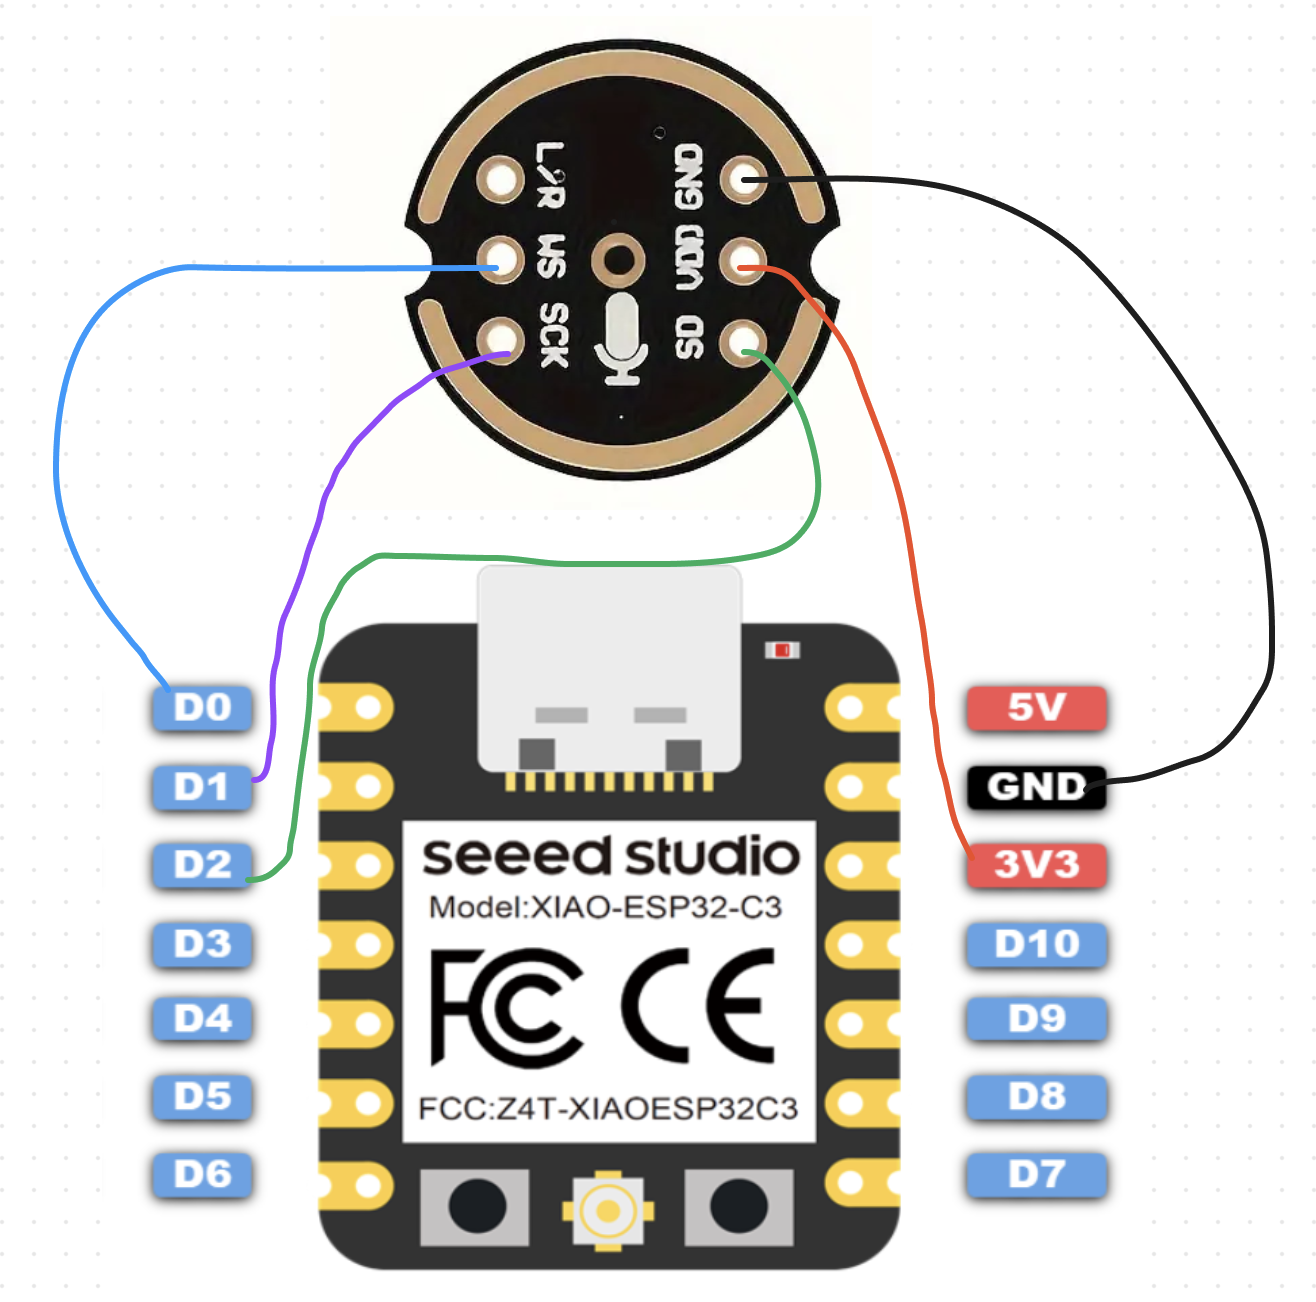 L/R
GND
WS
VDD
SCK
SD
D0
5V
D1
GND
D2
3V3
D3
D10
D4
D9
D5
D8
D6
D7
seeed studio
Model:XIAO-ESP32-C3
FC CE
FCC:Z4T-XIAOESP32C3